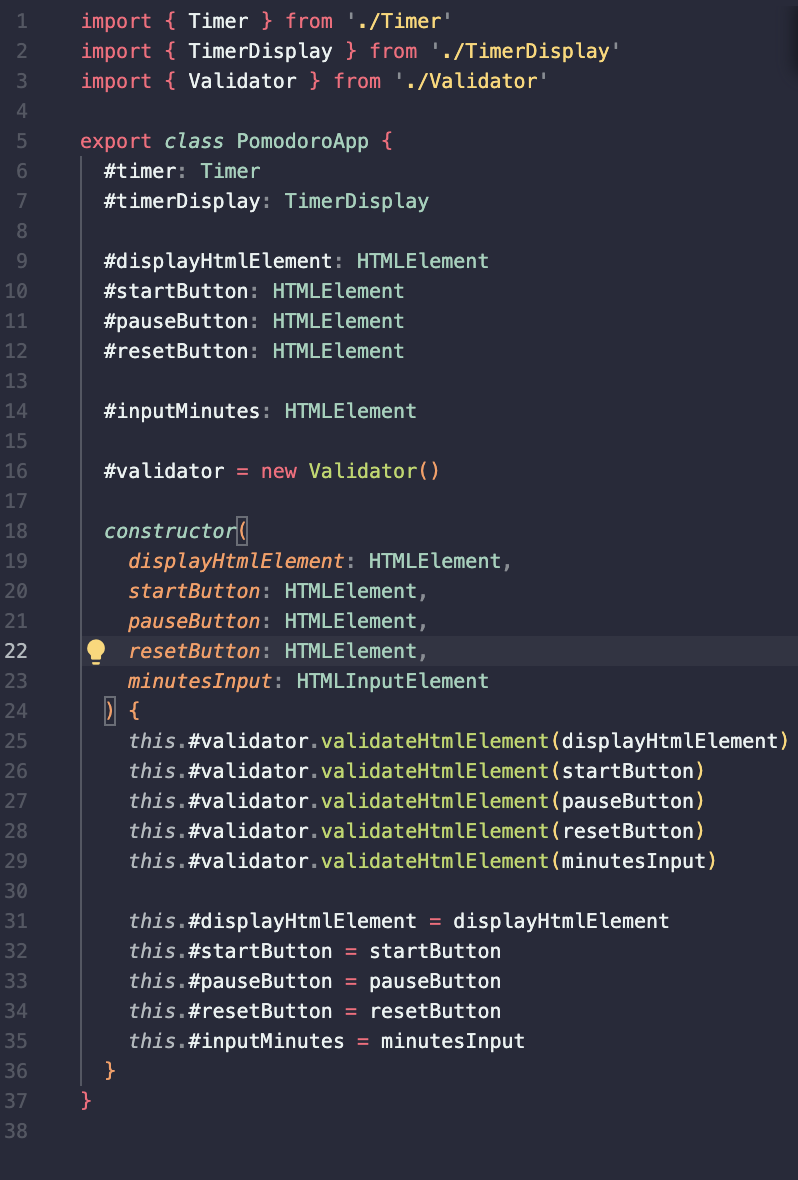 1 import { Timer } from './Timer'
2 import { TimerDisplay } from './TimerDisplay'
3 import { Validator } from './Validator'
4
5 export class PomodoroApp {
6 #timer: Timer
7 #timerDisplay: TimerDisplay
8
9 #displayHtmlElement: HTMLElement
10 #startButton: HTMLElement
11 #pauseButton: HTMLElement
12 #resetButton: HTMLElement
13
14 #inputMinutes: HTMLElement
15
16 #validator = new Validator()
17
18 constructor(
19 displayHtmlElement: HTMLElement,
20 startButton: HTMLElement,
21 pauseButton: HTMLElement,
22 resetButton: HTMLElement,
23 minutesInput: HTMLInputElement
24 ) {
25 this.#validator.validateHtmlElement(displayHtmlElement)
26 this.#validator.validateHtmlElement(startButton)
27 this.#validator.validateHtmlElement(pauseButton)
28 this.#validator.validateHtmlElement(resetButton)
29 this.#validator.validateHtmlElement(minutesInput)
30
31 this.#displayHtmlElement = displayHtmlElement
32 this.#startButton = startButton
33 this.#pauseButton = pauseButton
34 this.#resetButton = resetButton
35 this.#inputMinutes = minutesInput
36 }
37 }
38